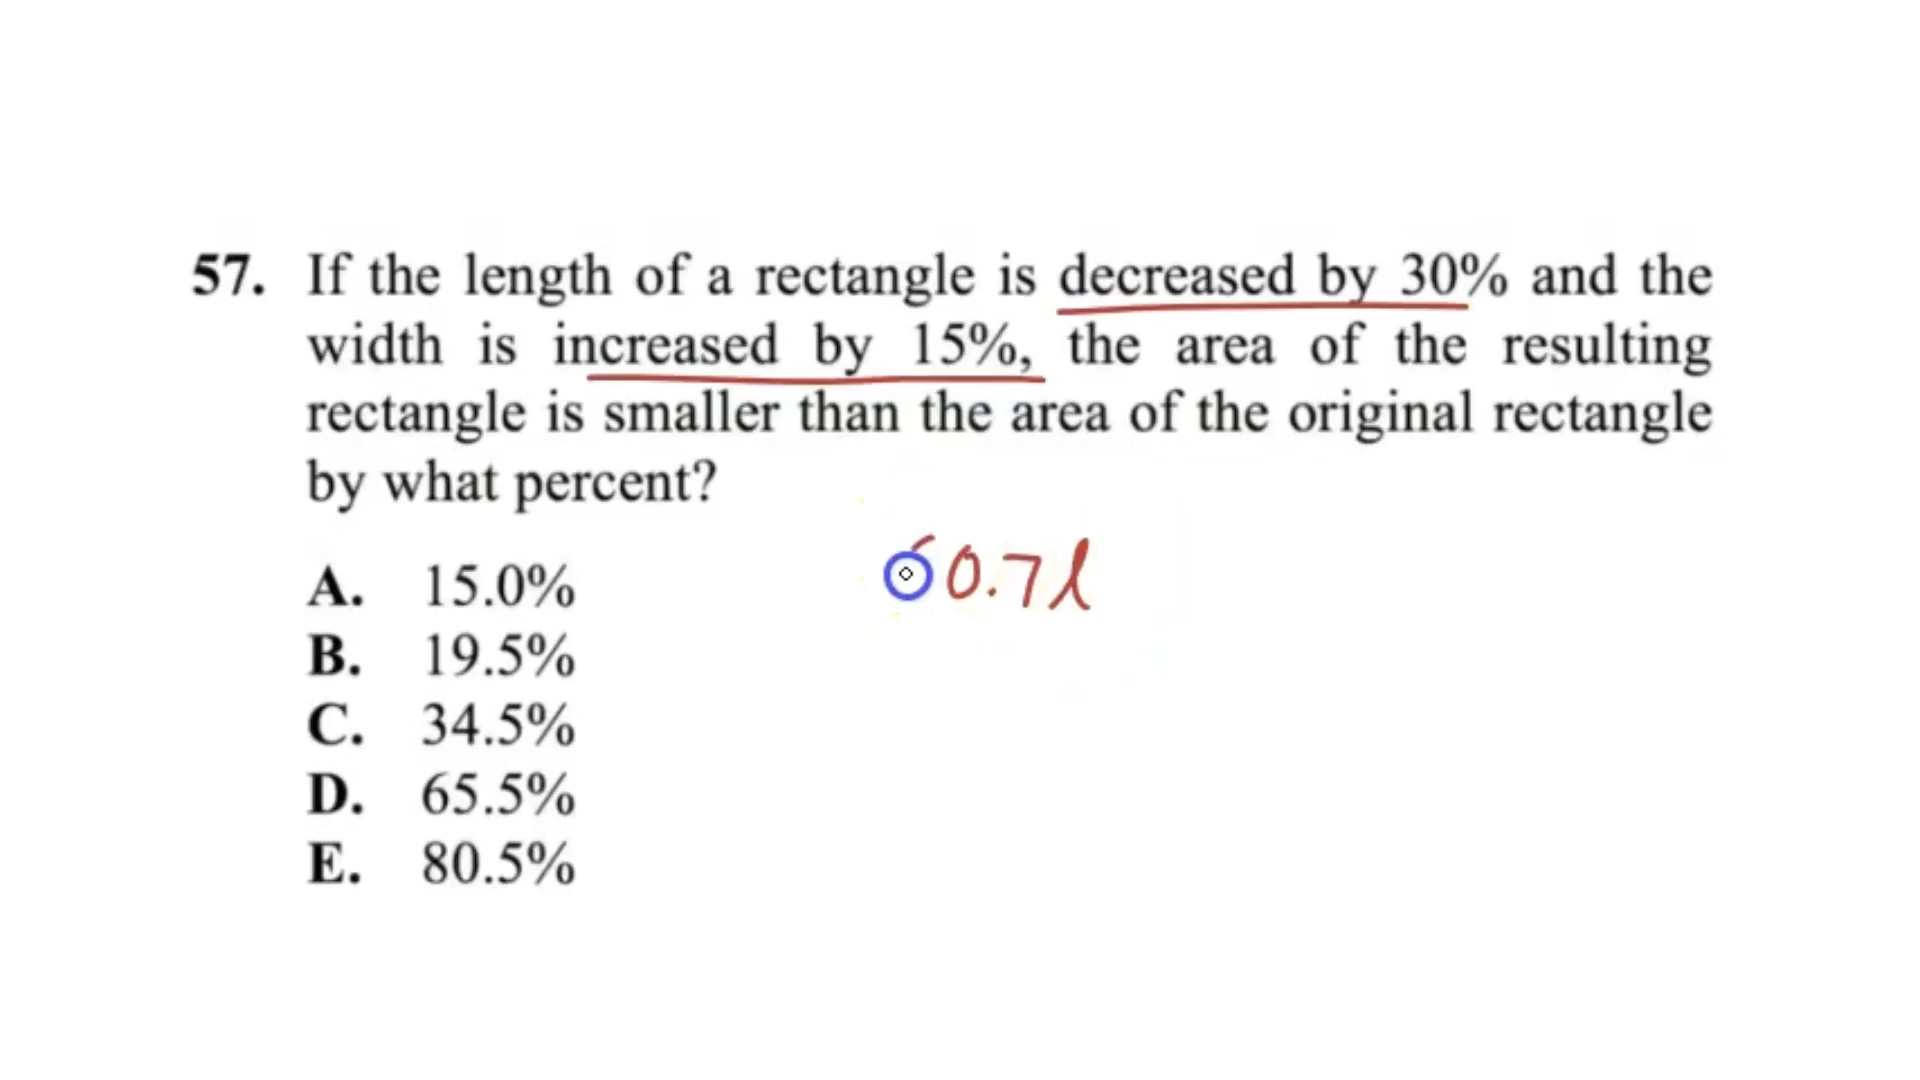 57. If the length of a rectangle is decreased by 30% and the
width is increased by 15%, the area of the resulting
rectangle is smaller than the area of the original rectangle
by what percent?
0.7l
A. 15.0%
B. 19.5%
C. 34.5%
D. 65.5%
E. 80.5%